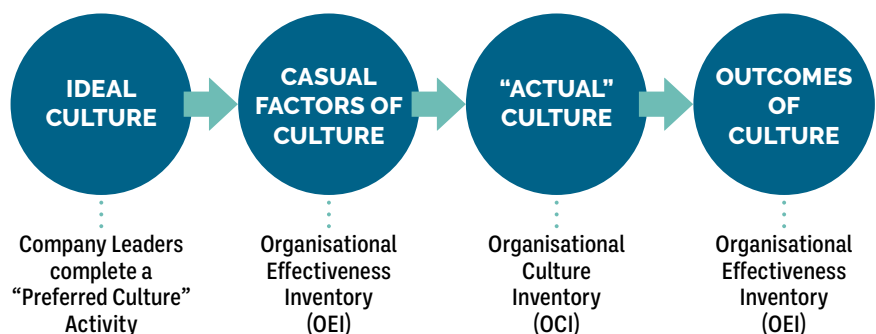 IDEAL
CULTURE
CASUAL
FACTORS OF
CULTURE
“ACTUAL”
CULTURE
OUTCOMES
OF
CULTURE
Company Leaders
complete a
“Preferred Culture”
Activity
Organisational
Effectiveness
Inventory
(OEI)
Organisational
Culture
Inventory
(OCI)
Organisational
Effectiveness
Inventory
(OEI)